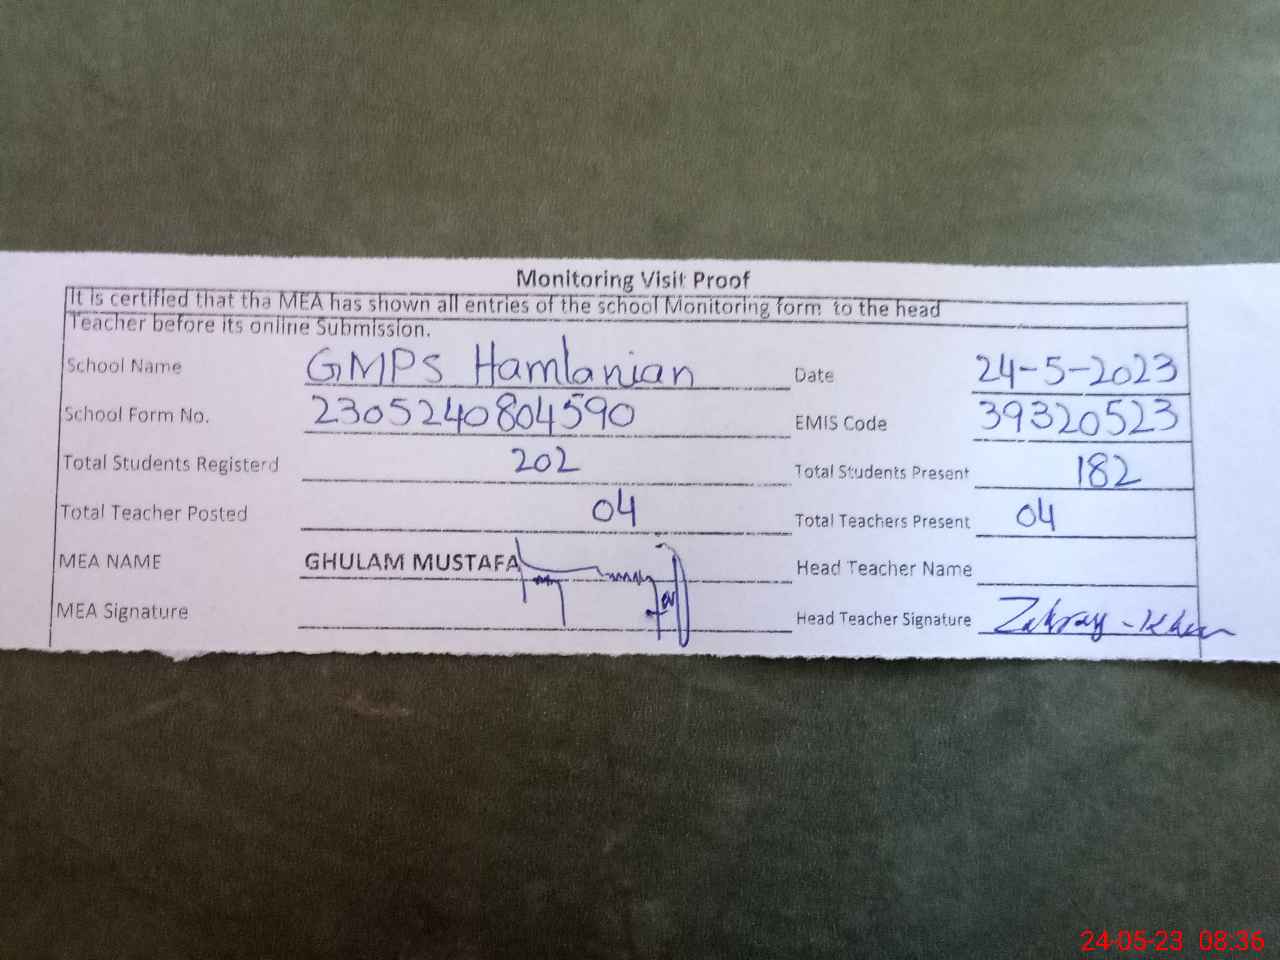 Monitoring Visit Proof
It is certified that tha MEA has shown all entries of the school Monitoring form to the head
Teacher before its online Submission.
School Name GMPS Hamlanian Date 24-5-2023
School Form No. 2305240804590 EMIS Code 39320523
Total Students Registerd 202 Total Students Present 182
Total Teacher Posted 04 Total Teachers Present 04
MEA NAME GHULAM MUSTAFA Head Teacher Name
MEA Signature Head Teacher Signature
24-05-23 08:36